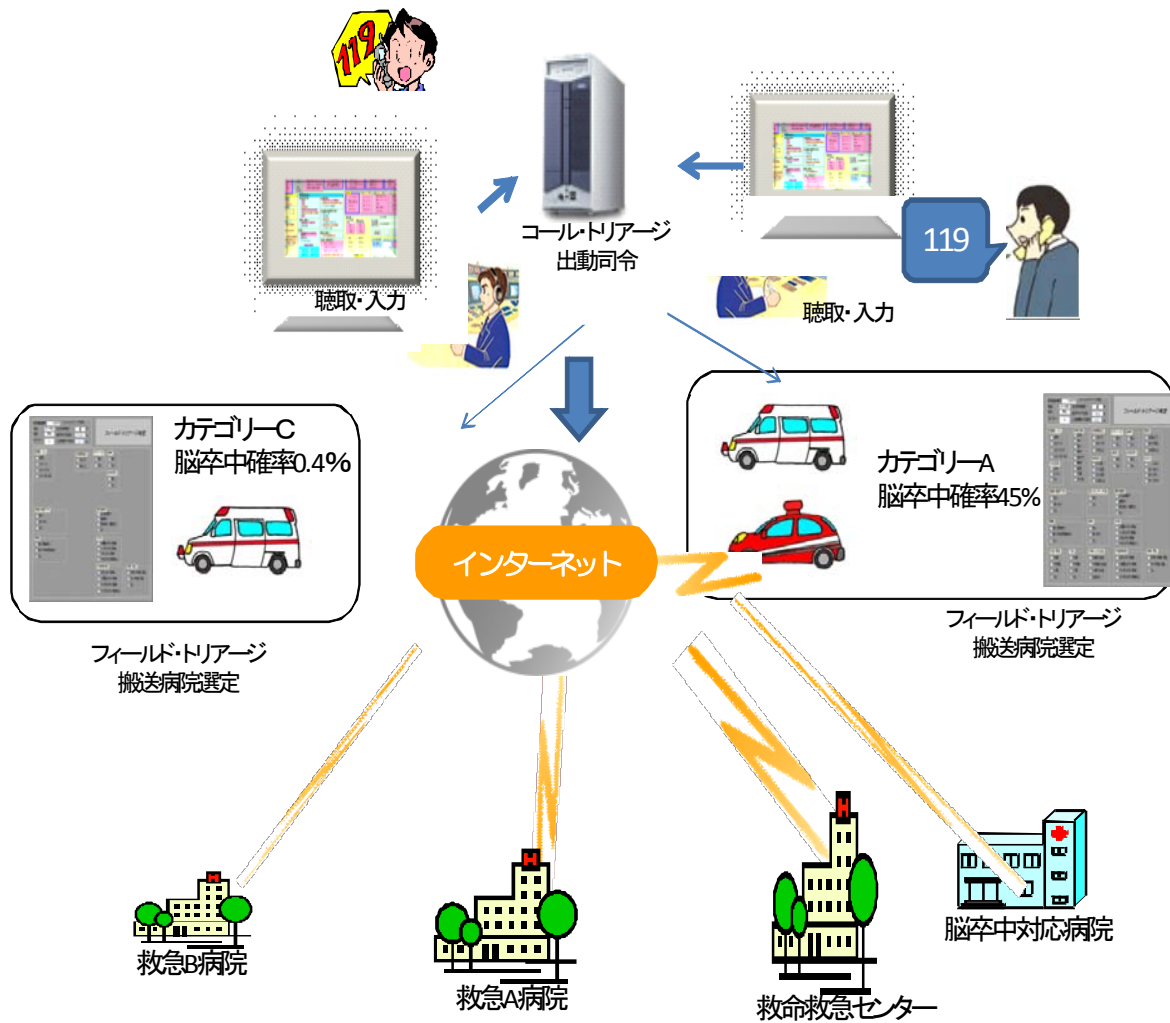 119
コール・トリアージ
出動司令
119
聴取・入力
聴取・入力
カテゴリーC
脳卒中確率0.4%
カテゴリーA
脳卒中確率45%
インターネット
フィールド・トリアージ
搬送病院選定
フィールド・トリアージ
搬送病院選定
H
H
H
救急B病院
救急A病院
救命救急センター
脳卒中対応病院